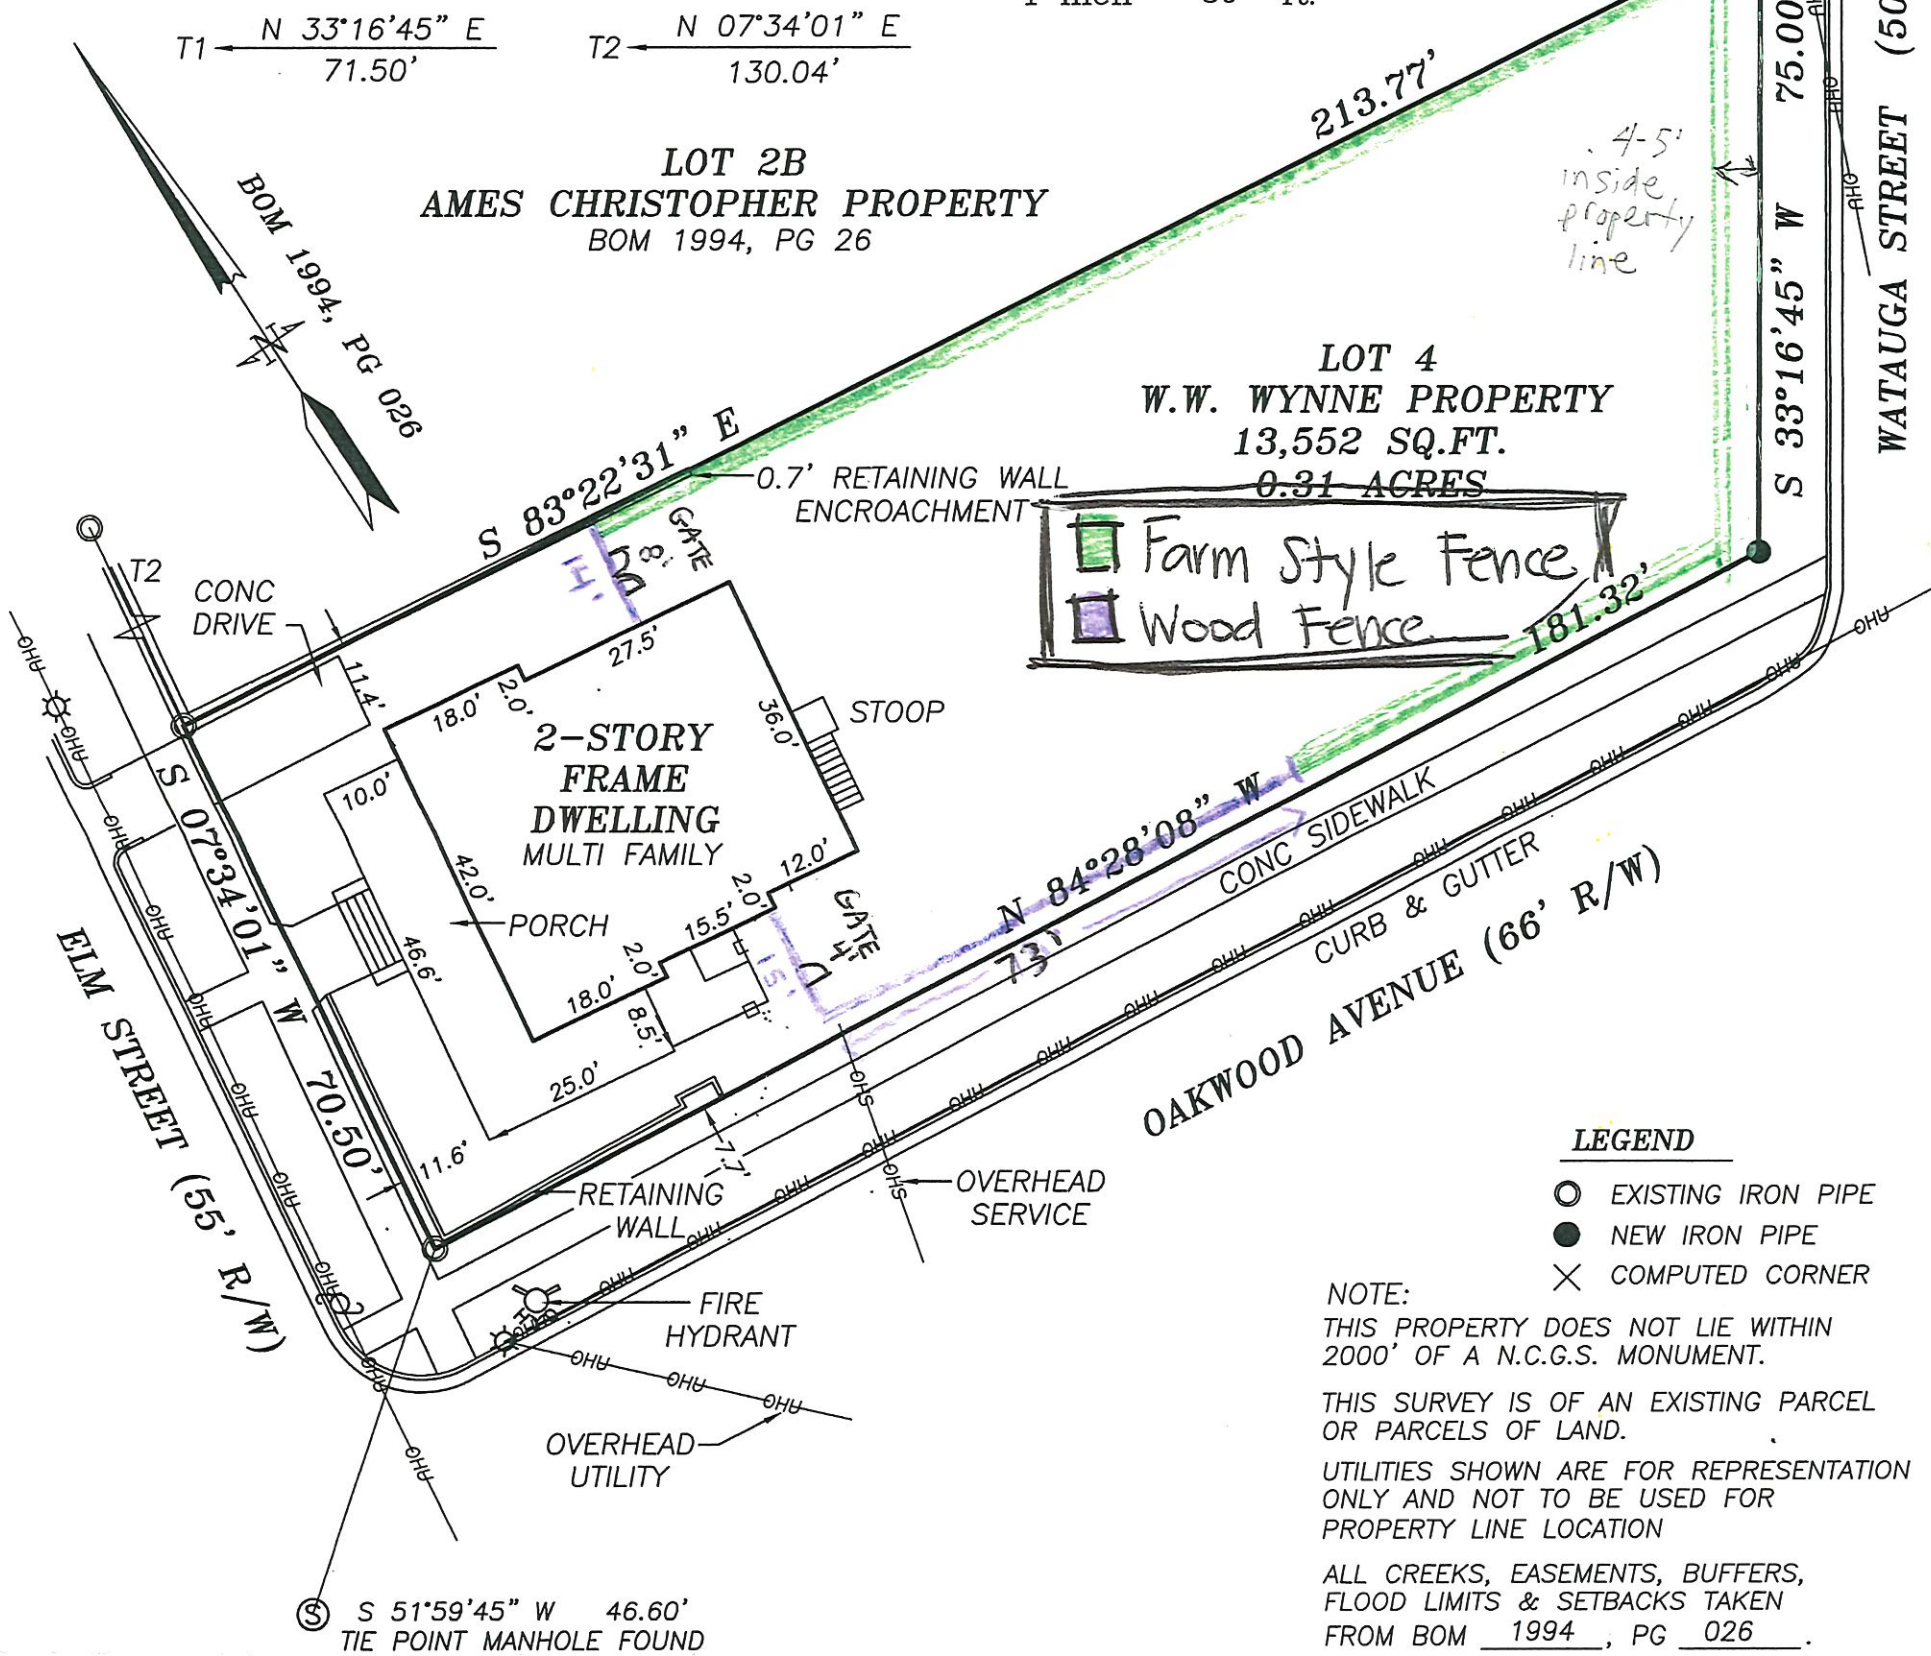 N 33°16'45" E
T1
71.50'
N 07°34'01" E
T2
130.04'
BOM 1994, PG 026
LOT 2B
AMES CHRISTOPHER PROPERTY
BOM 1994, PG 26
213.77'
75.00
S 33°16'45" W
WATAUGA STREET (50
4-5'
inside
property
line
LOT 4
W.W. WYNNE PROPERTY
13,552 SQ.FT.
0.31 ACRES
Farm Style Fence
Wood Fence
S 83°22'31" E
0.7' RETAINING WALL
ENCROACHMENT
GATE
8'
14'
T2
CONC
DRIVE
11.4'
27.5'
18.0'
2.0'
36.0'
STOOP
2-STORY
FRAME
DWELLING
MULTI FAMILY
10.0'
42.0'
PORCH
46.6'
12.0'
2.0'
15.5'
2.0'
18.0'
8.5'
25.0'
11.6'
GATE
4'
15'
73'
N 84°28'08" W
181.32'
CONC SIDEWALK
CURB & GUTTER
OAKWOOD AVENUE (66' R/W)
S 07°34'01" W
70.50'
ELM STREET (55' R/W)
RETAINING
WALL
7.7'
OVERHEAD
SERVICE
FIRE
HYDRANT
OHU
OHU
OHU
OHS
OHS
OVERHEAD
UTILITY
S
S 51°59'45" W 46.60'
TIE POINT MANHOLE FOUND
LEGEND
EXISTING IRON PIPE
NEW IRON PIPE
COMPUTED CORNER
NOTE:
THIS PROPERTY DOES NOT LIE WITHIN
2000' OF A N.C.G.S. MONUMENT.
THIS SURVEY IS OF AN EXISTING PARCEL
OR PARCELS OF LAND.
UTILITIES SHOWN ARE FOR REPRESENTATION
ONLY AND NOT TO BE USED FOR
PROPERTY LINE LOCATION
ALL CREEKS, EASEMENTS, BUFFERS,
FLOOD LIMITS & SETBACKS TAKEN
FROM BOM 1994, PG 026.